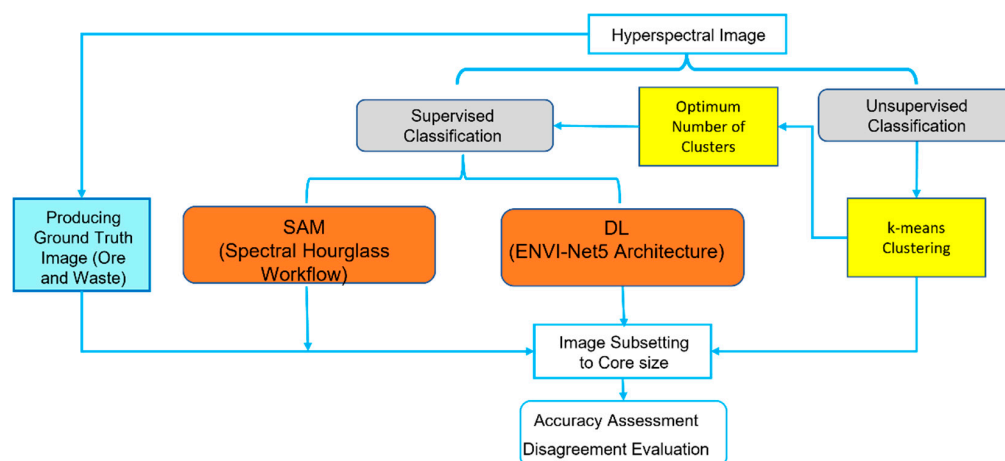 Hyperspectral Image
Supervised
Classification
Optimum
Number of
Clusters
Unsupervised
Classification
Producing
Ground Truth
Image (Ore
and Waste)
SAM
(Spectral Hourglass
Workflow)
DL
(ENVI-Net5 Architecture)
k-means
Clustering
Image Subsetting
to Core size
Accuracy Assessment
Disagreement Evaluation